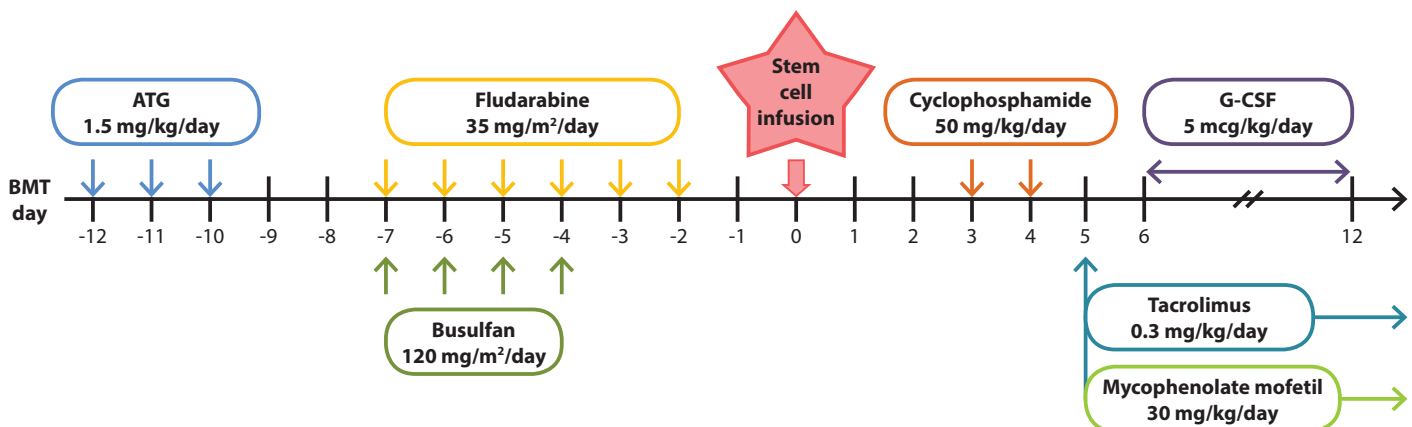 ATG
1.5 mg/kg/day
Fludarabine
35 mg/m²/day
Stem
cell
infusion
Cyclophosphamide
50 mg/kg/day
G-CSF
5 mcg/kg/day
BMT
day
-12 -11 -10 -9 -8 -7 -6 -5 -4 -3 -2 -1 0 1 2 3 4 5 6 12
Busulfan
120 mg/m²/day
Tacrolimus
0.3 mg/kg/day
Mycophenolate mofetil
30 mg/kg/day